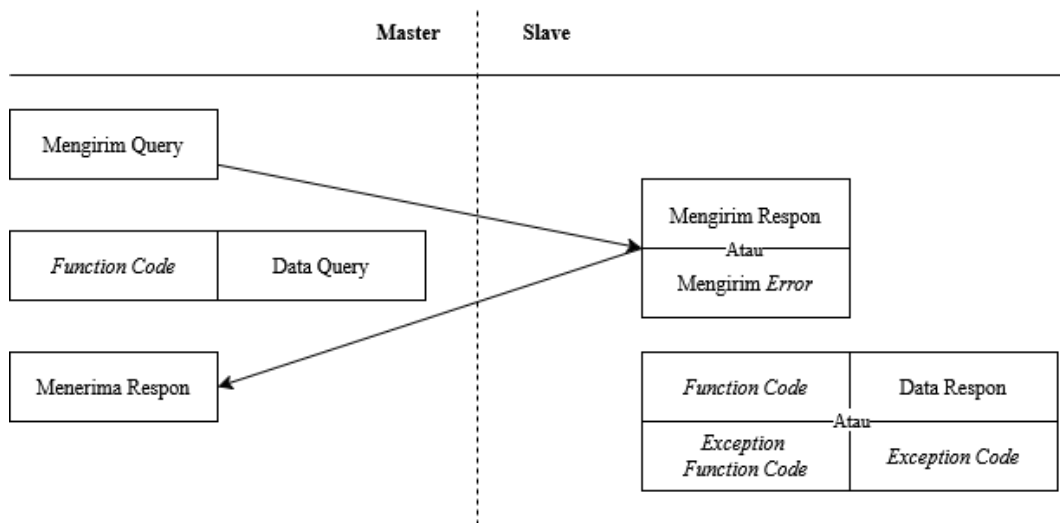 Master
Slave
Mengirim Query
Function Code
Data Query
Menerima Respon
Mengirim Respon
Atau
Mengirim Error
Function Code
Data Respon
Atau
Exception
Function Code
Exception Code